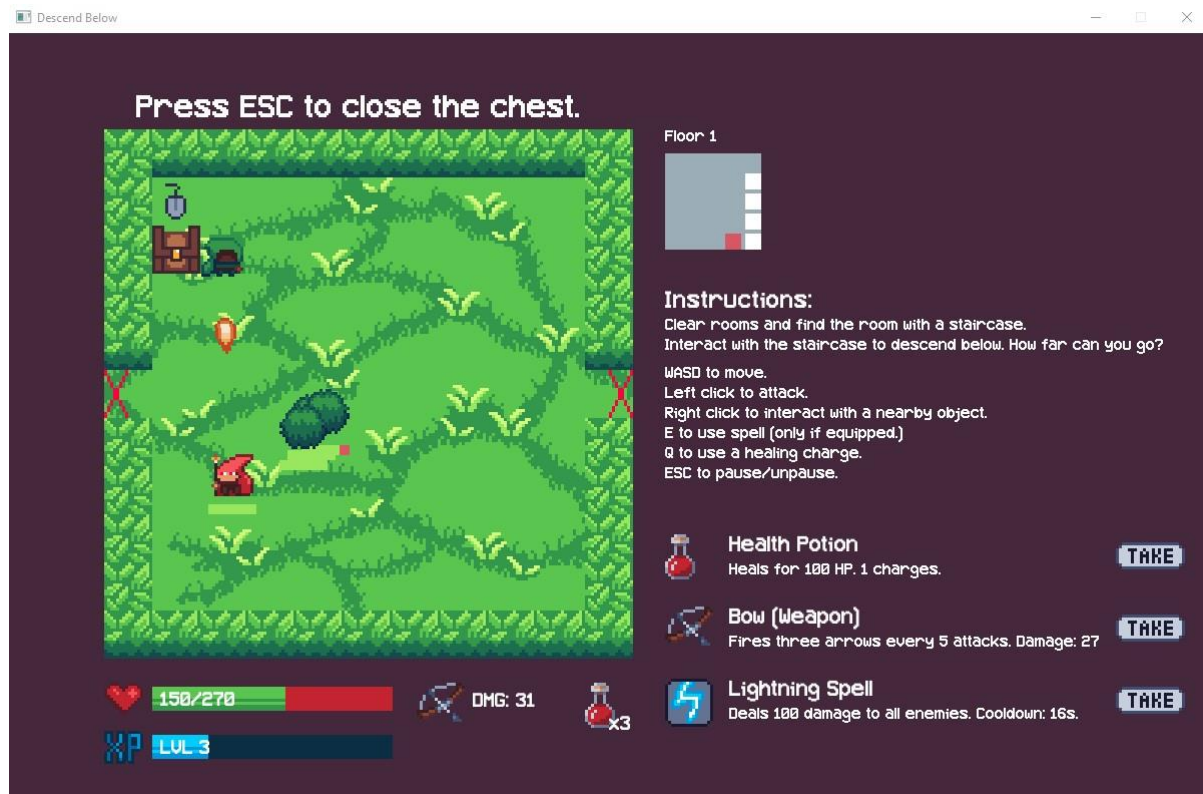 Descend Below
Press ESC to close the chest.
Floor 1
Instructions:
Clear rooms and find the room with a staircase.
Interact with the staircase to descend below. How far can you go?
WASD to move.
Left click to attack.
Right click to interact with a nearby object.
E to use spell (only if equipped.)
Q to use a healing charge.
ESC to pause/unpause.
Health Potion
Heals for 100 HP. 1 charges.
TAKE
Bow (Weapon)
Fires three arrows every 5 attacks. Damage: 27
TAKE
Lightning Spell
Deals 100 damage to all enemies. Cooldown: 16s.
TAKE
150/270
DMG: 31
x3
XP
LVL 3